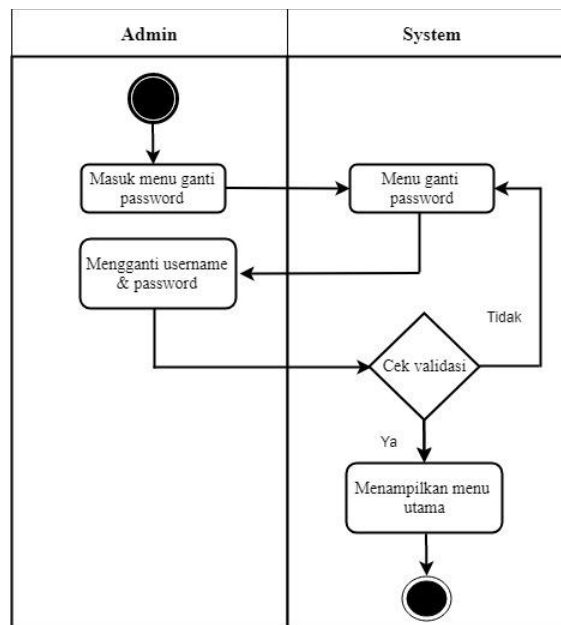 Admin
System
Masuk menu ganti
password
Menu ganti
password
Mengganti username
& password
Tidak
Cek validasi
Ya
Menampilkan menu
utama